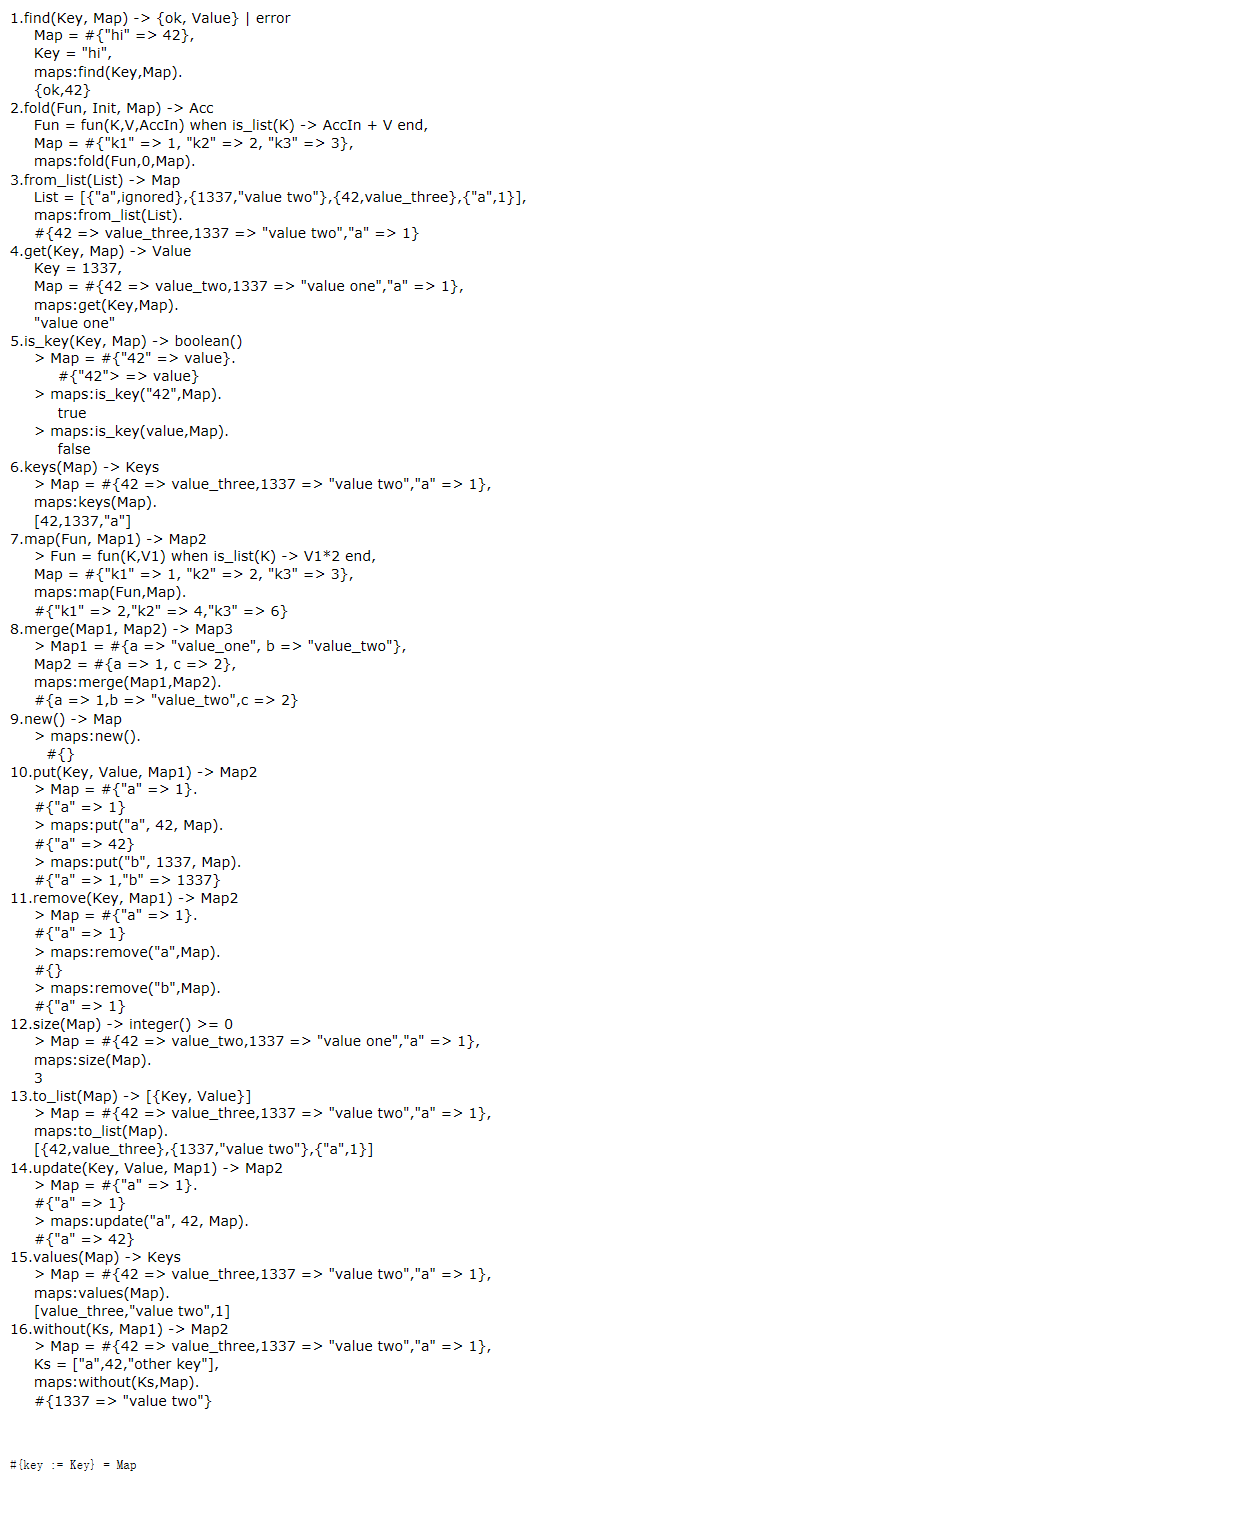 1.find(Key, Map) -> {ok, Value} | error
Map = #{"hi" => 42},
Key = "hi",
maps:find(Key,Map).
{ok,42}
2.fold(Fun, Init, Map) -> Acc
Fun = fun(K,V,AccIn) when is_list(K) -> AccIn + V end,
Map = #{"k1" => 1, "k2" => 2, "k3" => 3},
maps:fold(Fun,0,Map).
3.from_list(List) -> Map
List = [{"a",ignored},{1337,"value two"},{42,value_three},{"a",1}],
maps:from_list(List).
#{42 => value_three,1337 => "value two","a" => 1}
4.get(Key, Map) -> Value
Key = 1337,
Map = #{42 => value_two,1337 => "value one","a" => 1},
maps:get(Key,Map).
"value one"
5.is_key(Key, Map) -> boolean()
> Map = #{"42" => value}.
#{"42"> => value}
> maps:is_key("42",Map).
true
> maps:is_key(value,Map).
false
6.keys(Map) -> Keys
> Map = #{42 => value_three,1337 => "value two","a" => 1},
maps:keys(Map).
[42,1337,"a"]
7.map(Fun, Map1) -> Map2
> Fun = fun(K,V1) when is_list(K) -> V1*2 end,
Map = #{"k1" => 1, "k2" => 2, "k3" => 3},
maps:map(Fun,Map).
#{"k1" => 2,"k2" => 4,"k3" => 6}
8.merge(Map1, Map2) -> Map3
> Map1 = #{a => "value_one", b => "value_two"},
Map2 = #{a => 1, c => 2},
maps:merge(Map1,Map2).
#{a => 1,b => "value_two",c => 2}
9.new() -> Map
> maps:new().
#{}
10.put(Key, Value, Map1) -> Map2
> Map = #{"a" => 1}.
#{"a" => 1}
> maps:put("a", 42, Map).
#{"a" => 42}
> maps:put("b", 1337, Map).
#{"a" => 1,"b" => 1337}
11.remove(Key, Map1) -> Map2
> Map = #{"a" => 1}.
#{"a" => 1}
> maps:remove("a",Map).
#{}
> maps:remove("b",Map).
#{"a" => 1}
12.size(Map) -> integer() >= 0
> Map = #{42 => value_two,1337 => "value one","a" => 1},
maps:size(Map).
3
13.to_list(Map) -> [{Key, Value}]
> Map = #{42 => value_three,1337 => "value two","a" => 1},
maps:to_list(Map).
[{42,value_three},{1337,"value two"},{"a",1}]
14.update(Key, Value, Map1) -> Map2
> Map = #{"a" => 1}.
#{"a" => 1}
> maps:update("a", 42, Map).
#{"a" => 42}
15.values(Map) -> Keys
> Map = #{42 => value_three,1337 => "value two","a" => 1},
maps:values(Map).
[value_three,"value two",1]
16.without(Ks, Map1) -> Map2
> Map = #{42 => value_three,1337 => "value two","a" => 1},
Ks = ["a",42,"other key"],
maps:without(Ks,Map).
#{1337 => "value two"}
#{key := Key} = Map